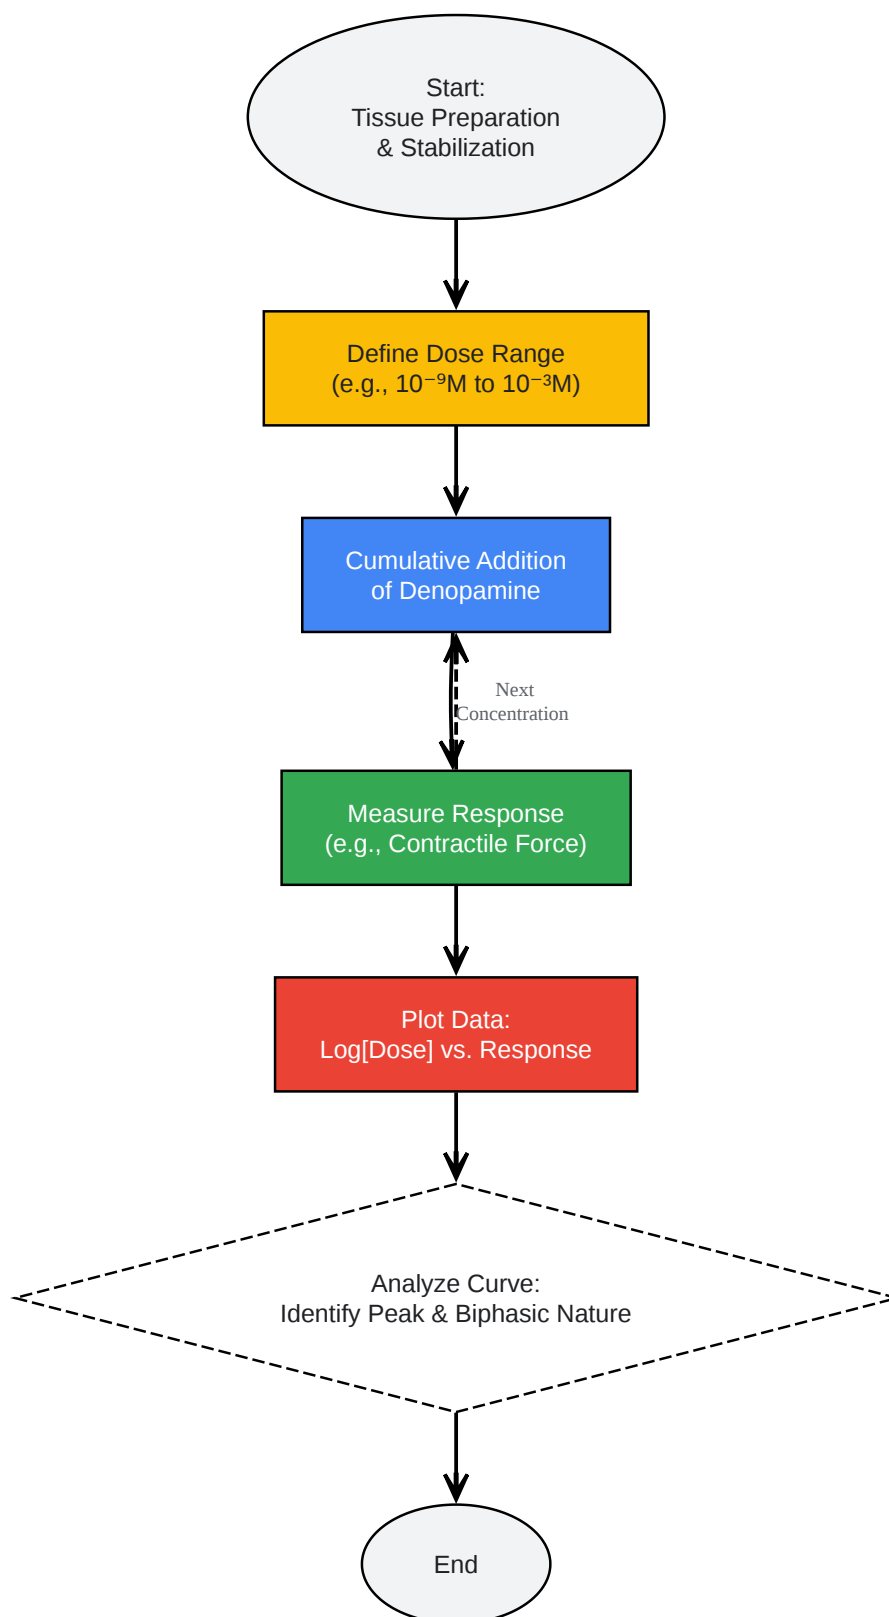 Start:
Tissue Preparation
& Stabilization
Define Dose Range
(e.g., 10⁻⁹M to 10⁻³M)
Cumulative Addition
of Denopamine
Next
Concentration
Measure Response
(e.g., Contractile Force)
Plot Data:
Log[Dose] vs. Response
Analyze Curve:
Identify Peak & Biphasic Nature
End